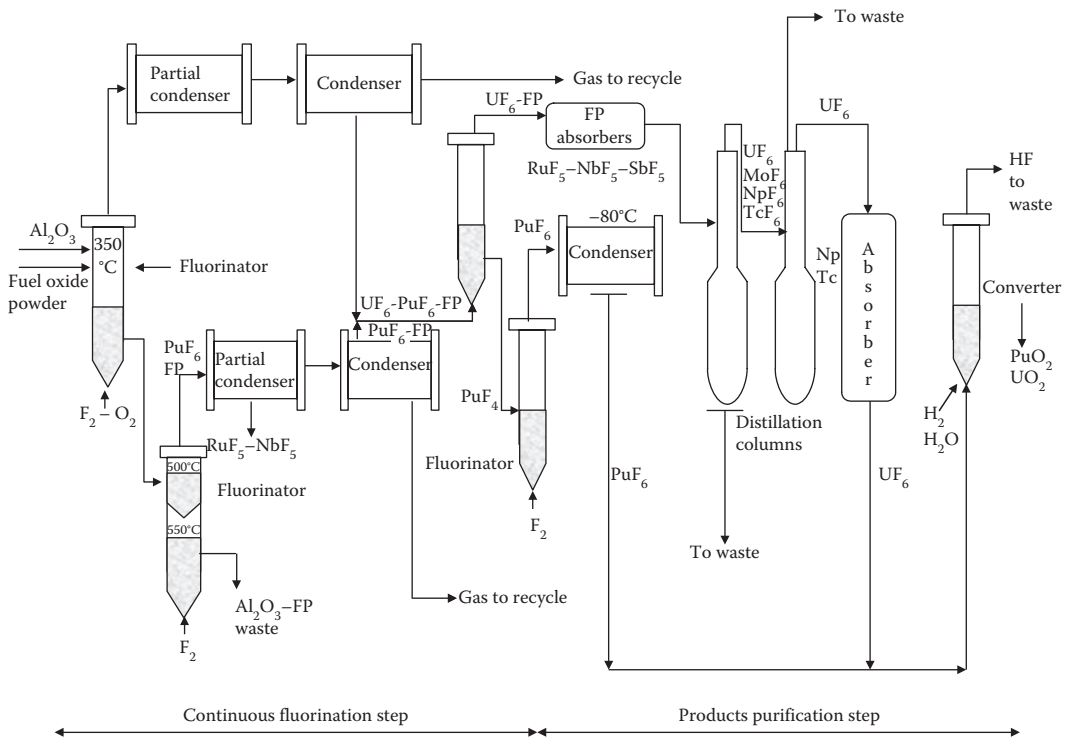 To waste
Partial
condenser
Condenser
Gas to recycle
UF₆-FP
FP
absorbers
UF₆
RuF₅–NbF₅–SbF₅
UF₆
MoF₆
NpF₆
TcF₆
HF
to
waste
Al₂O₃
350
°C
Fluorinator
Fuel oxide
powder
PuF₆
–80°C
Condenser
Np
Tc
Absorber
Converter
UF₆-PuF₆-FP
PuF₆-FP
PuF₆
FP
Partial
condenser
Condenser
PuO₂
UO₂
F₂ – O₂
PuF₄
H₂
H₂O
Distillation
columns
RuF₅–NbF₅
500°C
Fluorinator
Fluorinator
PuF₆
UF₆
550°C
F₂
To waste
Al₂O₃–FP
waste
Gas to recycle
F₂
Continuous fluorination step
Products purification step